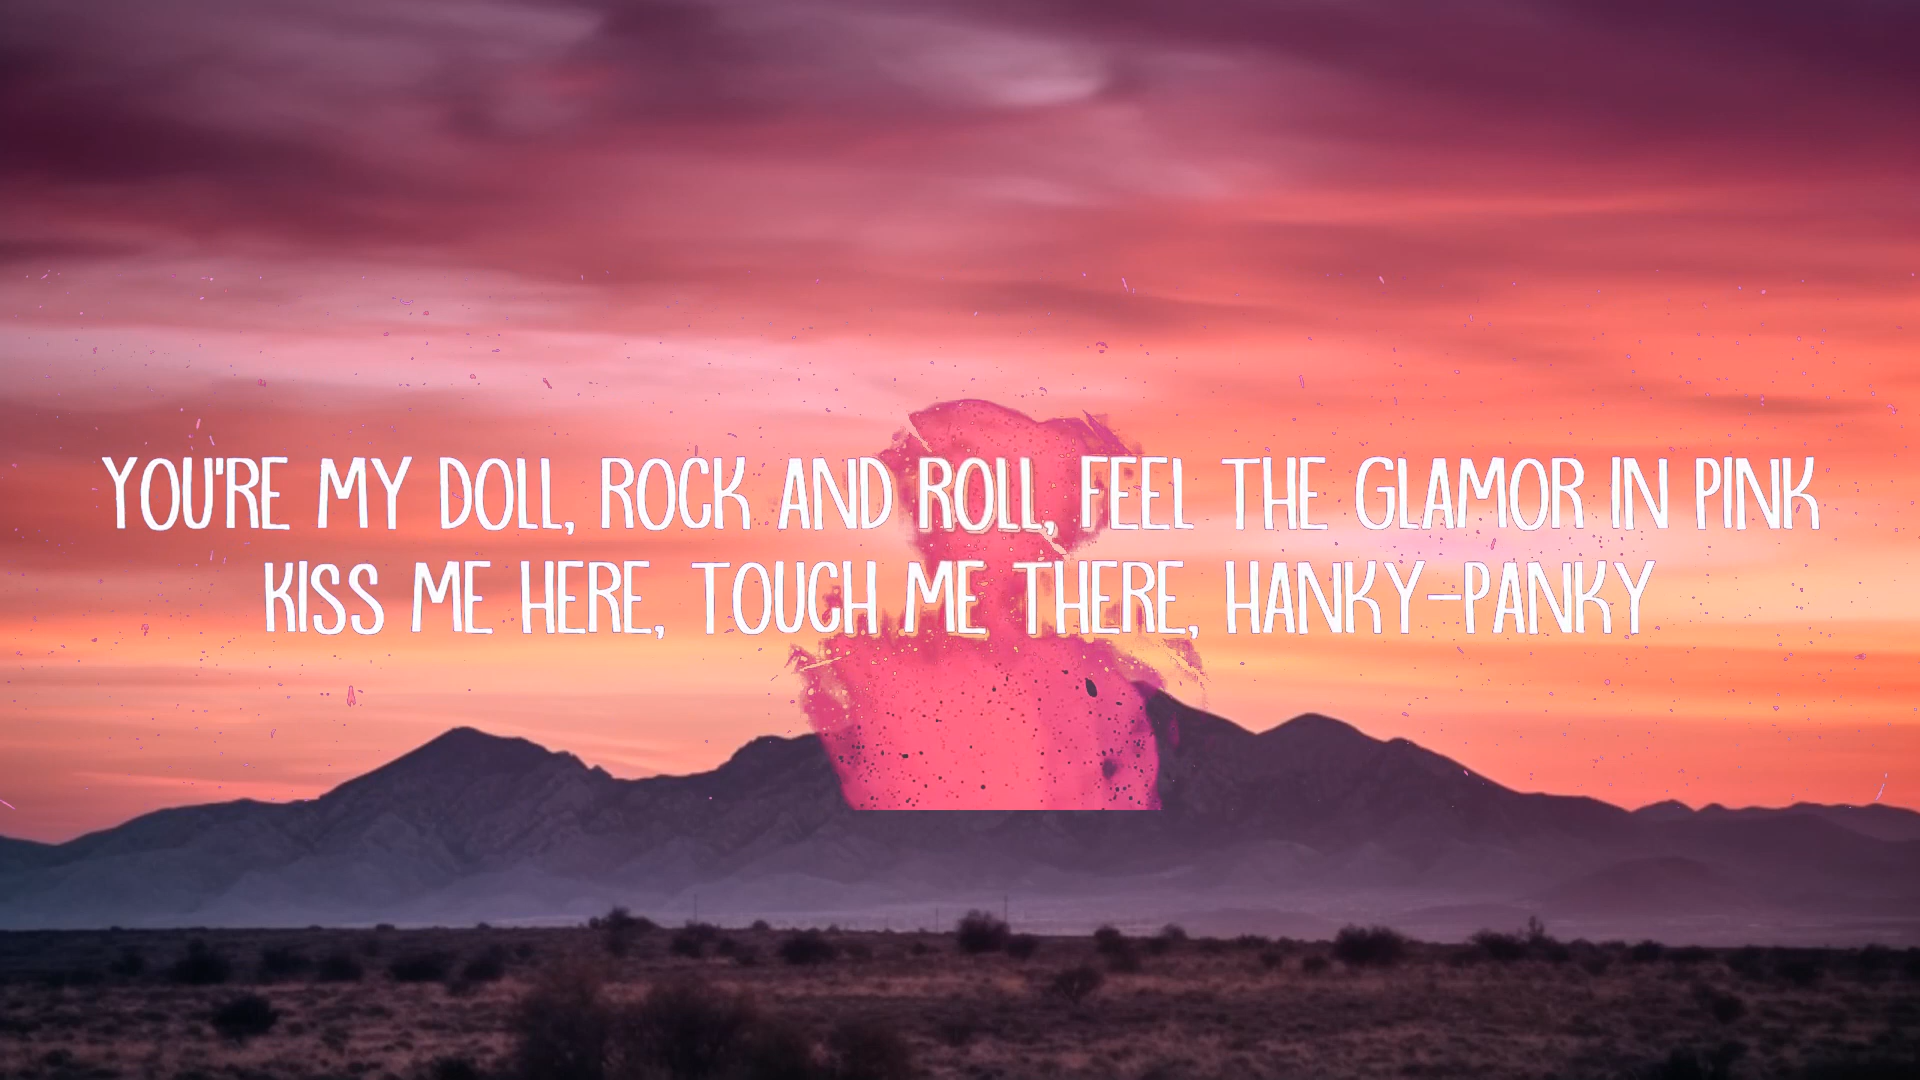 YOU'RE MY DOLL, ROCK AND ROLL, FEEL THE GLAMOR IN PINK
KISS ME HERE, TOUCH ME THERE, HANKY-PANKY